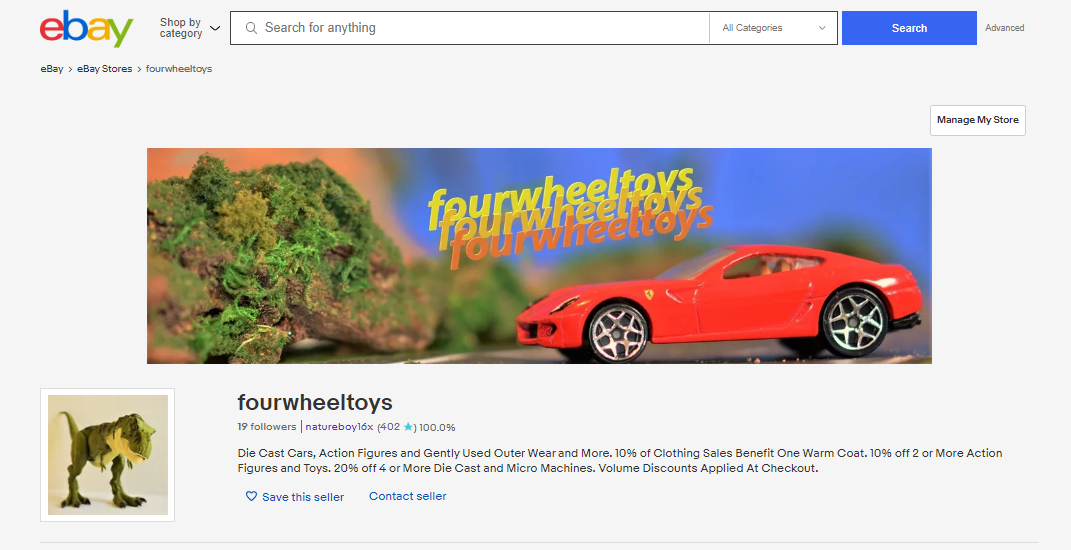 ebay
Shop by
category
Search for anything
All Categories
Search
Advanced
eBay > eBay Stores > fourwheeltoys
Manage My Store
fourwheeltoys
fourwheeltoys
fourwheeltoys
fourwheeltoys
19 followers | natureboy16x (402 ★) 100.0%
Die Cast Cars, Action Figures and Gently Used Outer Wear and More. 10% of Clothing Sales Benefit One Warm Coat. 10% off 2 or More Action
Figures and Toys. 20% off 4 or More Die Cast and Micro Machines. Volume Discounts Applied At Checkout.
Save this seller
Contact seller